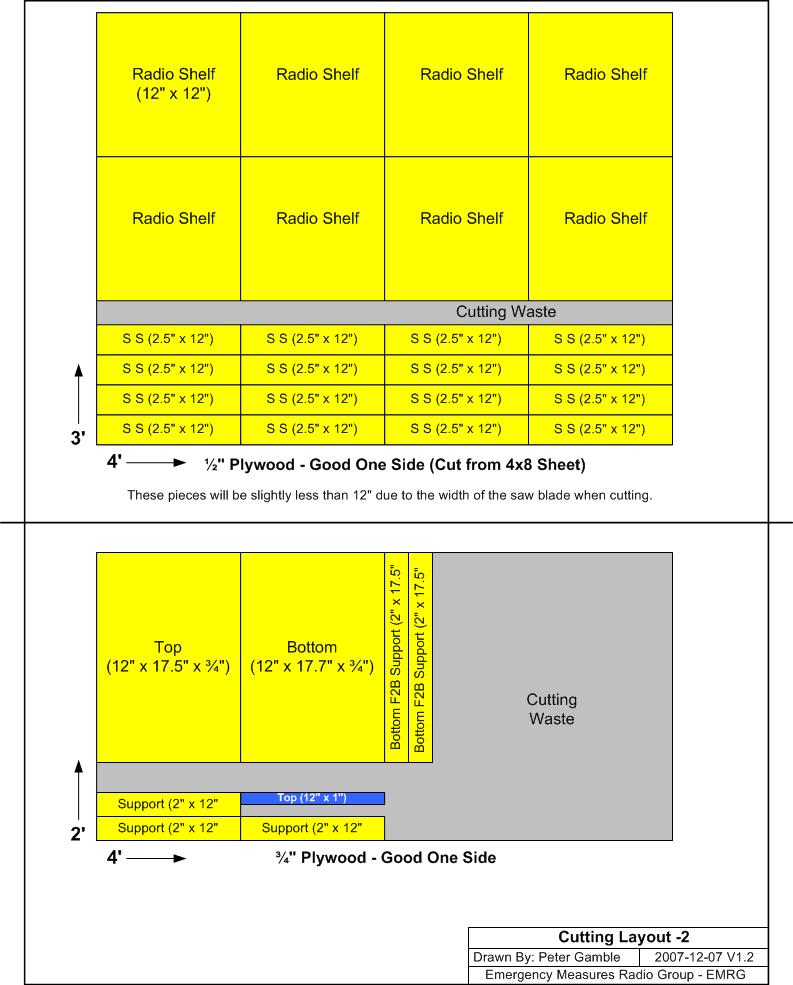 Radio Shelf Radio Shelf Radio Shelf Radio Shelf
(12" x 12")
Radio Shelf Radio Shelf Radio Shelf Radio Shelf
Cutting Waste
S S (2.5" x 12") S S (2.5" x 12") S S (2.5" x 12") S S (2.5" x 12")
S S (2.5" x 12") S S (2.5" x 12") S S (2.5" x 12") S S (2.5" x 12")
S S (2.5" x 12") S S (2.5" x 12") S S (2.5" x 12") S S (2.5" x 12")
S S (2.5" x 12") S S (2.5" x 12") S S (2.5" x 12") S S (2.5" x 12")
3'
4' ½" Plywood - Good One Side (Cut from 4x8 Sheet)
These pieces will be slightly less than 12" due to the width of the saw blade when cutting.
Top
(12" x 17.5" x ¾")
Bottom
(12" x 17.7" x ¾")
Bottom F2B Support (2" x 17.5"
Bottom F2B Support (2" x 17.5"
Cutting
Waste
Support (2" x 12" Top (12" x 1")
Support (2" x 12" Support (2" x 12"
2'
4' ¾" Plywood - Good One Side
Cutting Layout -2
Drawn By: Peter Gamble 2007-12-07 V1.2
Emergency Measures Radio Group - EMRG